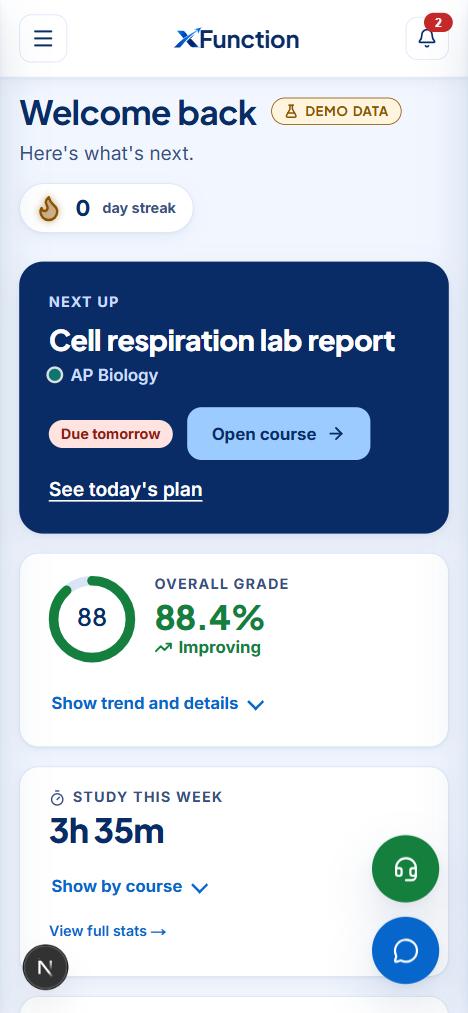 2
XFunction
Welcome back
DEMO DATA
Here's what's next.
0 day streak
NEXT UP
Cell respiration lab report
AP Biology
Due tomorrow
Open course →
See today's plan
88
OVERALL GRADE
88.4%
Improving
Show trend and details
STUDY THIS WEEK
3h 35m
Show by course
View full stats →
N